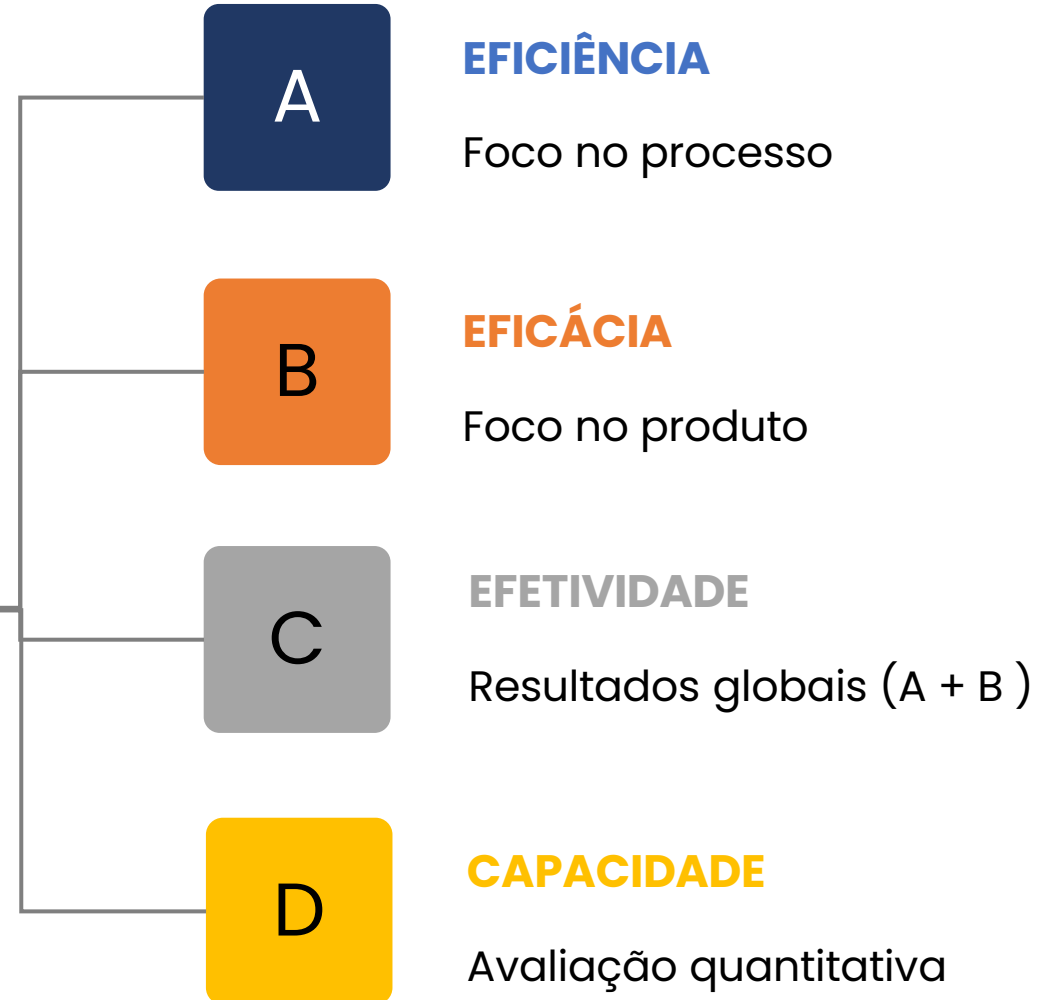 A
EFICIÊNCIA
Foco no processo
B
EFICÁCIA
Foco no produto
C
EFETIVIDADE
Resultados globais (A + B )
D
CAPACIDADE
Avaliação quantitativa